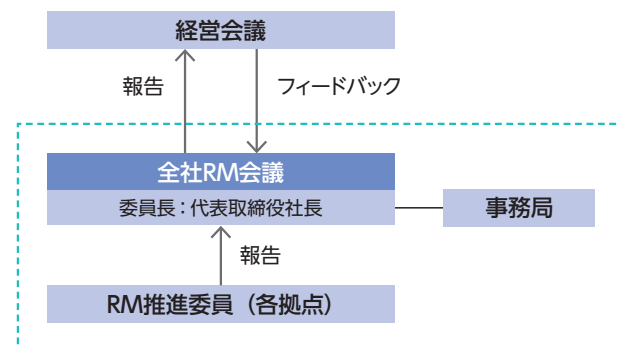 経営会議
報告
フィードバック
全社RM会議
委員長：代表取締役社長
事務局
報告
RM推進委員（各拠点）